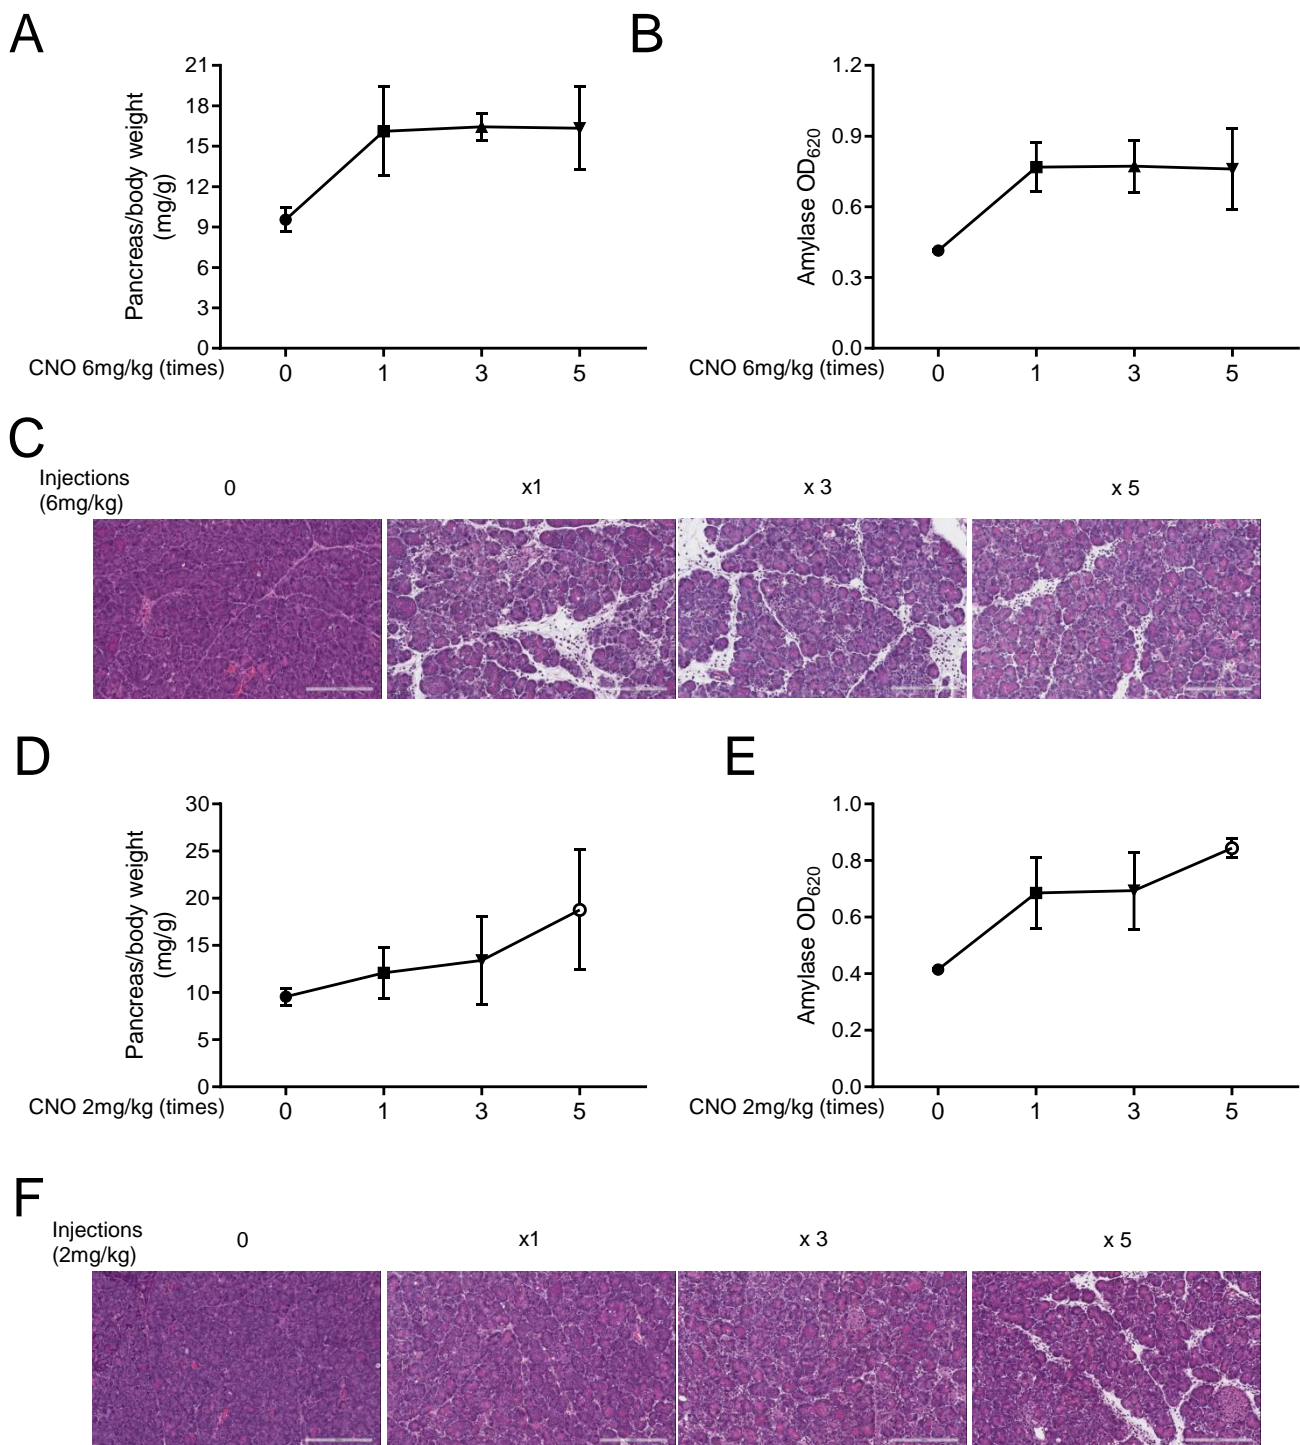 A
B
21
18
15
12
9
6
3
0
Pancreas/body weight
(mg/g)
CNO 6mg/kg (times)
0 1 3 5
1.2
0.9
0.6
0.3
0.0
Amylase OD620
CNO 6mg/kg (times)
0 1 3 5
C
Injections
(6mg/kg)
0 x1 x 3 x 5
D
E
30
25
20
15
10
5
0
Pancreas/body weight
(mg/g)
CNO 2mg/kg (times)
0 1 3 5
1.0
0.8
0.6
0.4
0.2
0.0
Amylase OD620
CNO 2mg/kg (times)
0 1 3 5
F
Injections
(2mg/kg)
0 x1 x 3 x 5